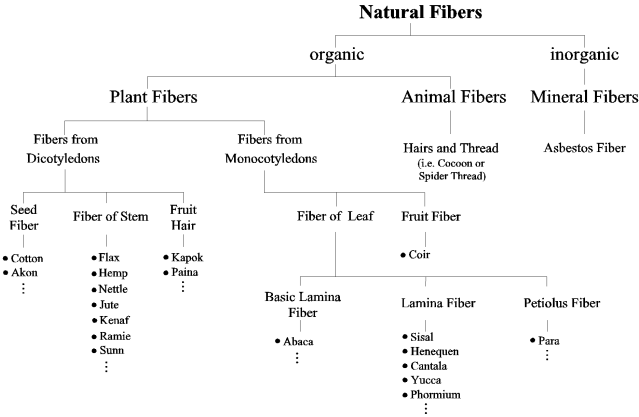 Natural Fibers
organic
inorganic
Plant Fibers
Animal Fibers
Mineral Fibers
Fibers from
Dicotyledons
Fibers from
Monocotyledons
Hairs and Thread
(i.e. Cocoon or
Spider Thread)
Asbestos Fiber
Seed
Fiber
Fiber of Stem
Fruit
Hair
Fiber of Leaf
Fruit Fiber
● Cotton
● Akon
⋮
● Flax
● Hemp
● Nettle
● Jute
● Kenaf
● Ramie
● Sunn
⋮
● Kapok
● Paina
⋮
● Coir
Basic Lamina
Fiber
Lamina Fiber
Petiolus Fiber
● Abaca
⋮
● Sisal
● Henequen
● Cantala
● Yucca
● Phormium
⋮
● Para
⋮